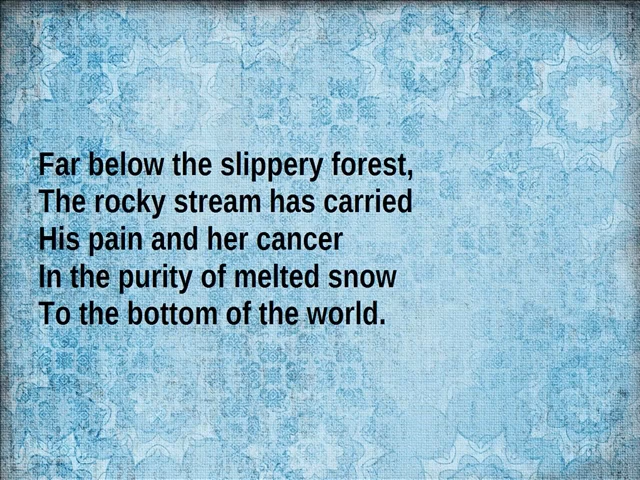 Far below the slippery forest,
The rocky stream has carried
His pain and her cancer
In the purity of melted snow
To the bottom of the world.